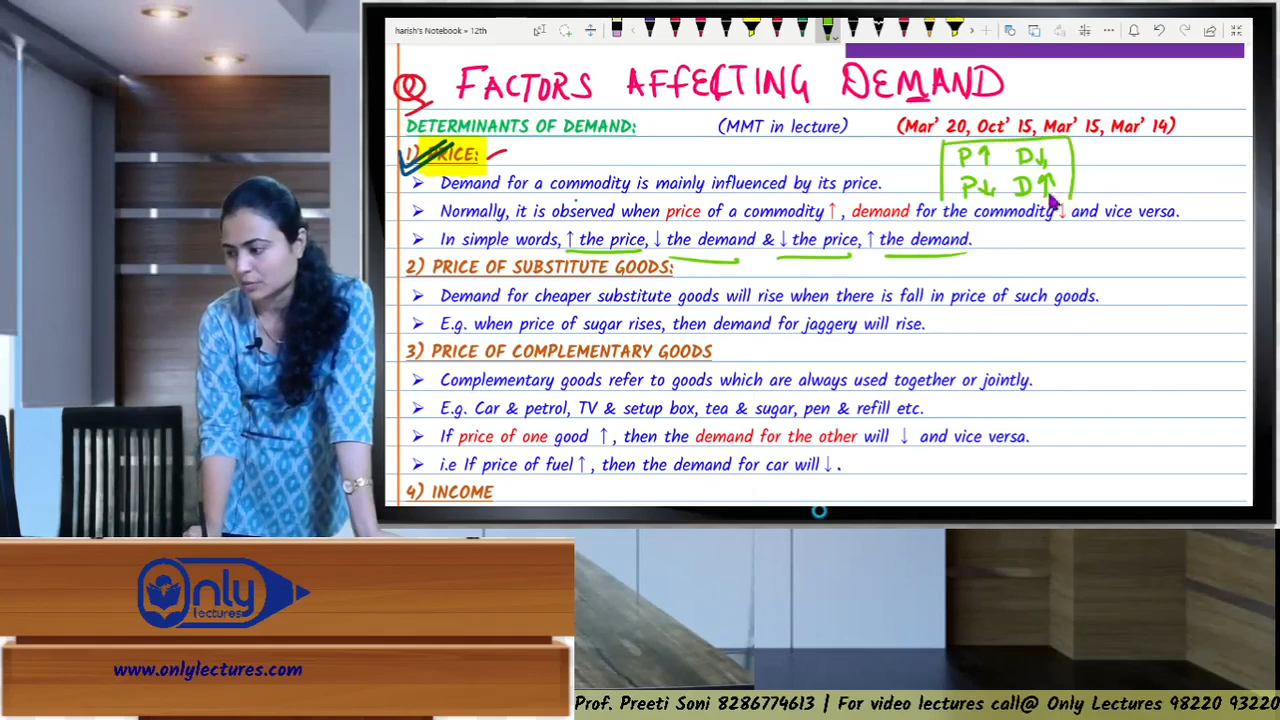 harish's Notebook » 12th
Q FACTORS AFFECTING DEMAND
DETERMINANTS OF DEMAND: (MMT in lecture) (Mar' 20, Oct' 15, Mar' 15, Mar' 14)
1) PRICE:
P↑ D↓
P↓ D↑
➢ Demand for a commodity is mainly influenced by its price.
➢ Normally, it is observed when price of a commodity ↑, demand for the commodity ↓ and vice versa.
➢ In simple words, ↑ the price, ↓ the demand & ↓ the price, ↑ the demand.
2) PRICE OF SUBSTITUTE GOODS:
➢ Demand for cheaper substitute goods will rise when there is fall in price of such goods.
➢ E.g. when price of sugar rises, then demand for jaggery will rise.
3) PRICE OF COMPLEMENTARY GOODS
➢ Complementary goods refer to goods which are always used together or jointly.
➢ E.g. Car & petrol, TV & setup box, tea & sugar, pen & refill etc.
➢ If price of one good ↑, then the demand for the other will ↓ and vice versa.
➢ i.e If price of fuel ↑, then the demand for car will ↓.
4) INCOME
Only
lectures
www.onlylectures.com
Prof. Preeti Soni 8286774613 | For video lectures call@ Only Lectures 98220 93220